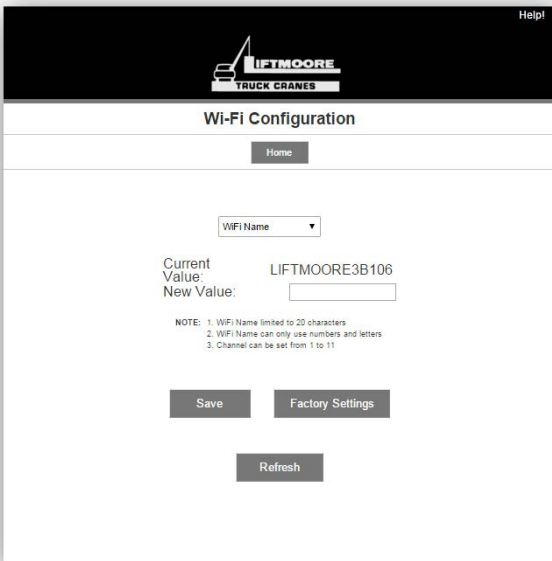 Help!
LIFTMOORE
TRUCK CRANES
Wi-Fi Configuration
Home
WiFi Name
Current
Value:
LIFTMOORE3B106
New Value:
NOTE: 1. WiFi Name limited to 20 characters
2. WiFi Name can only use numbers and letters
3. Channel can be set from 1 to 11
Save
Factory Settings
Refresh